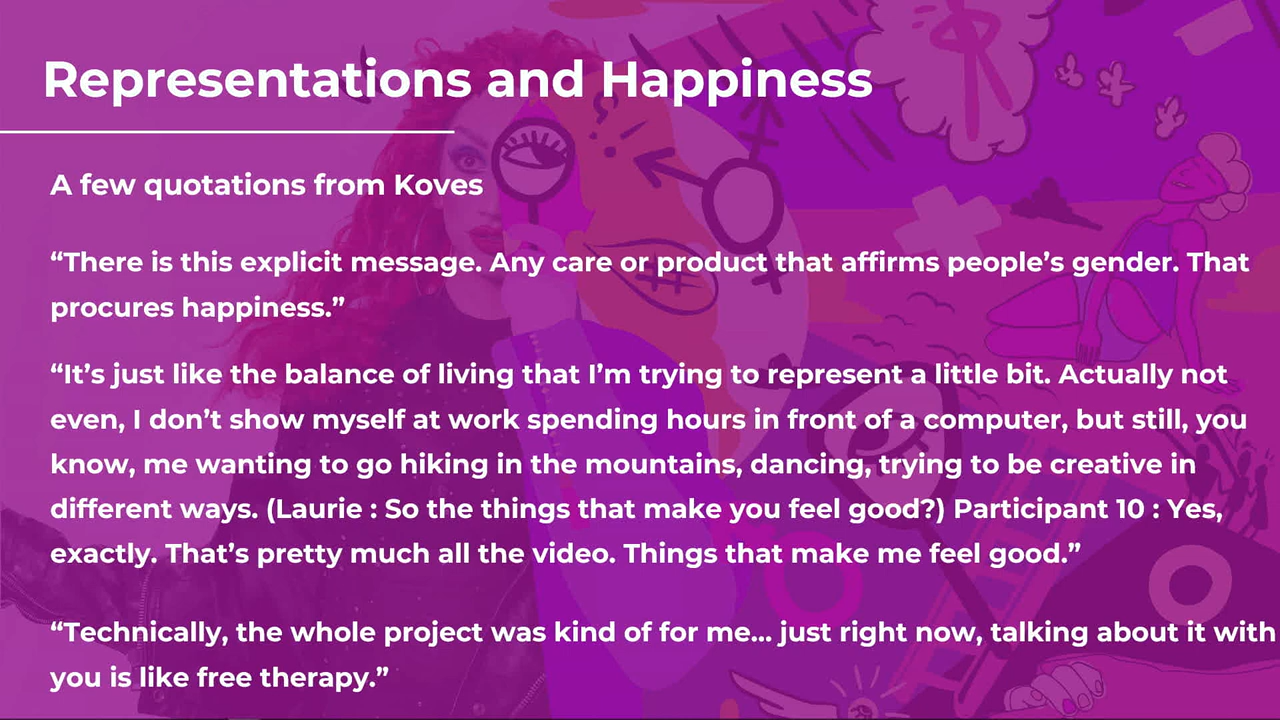 Representations and Happiness
A few quotations from Koves
“There is this explicit message. Any care or product that affirms people’s gender. That
procures happiness.”
“It’s just like the balance of living that I’m trying to represent a little bit. Actually not
even, I don’t show myself at work spending hours in front of a computer, but still, you
know, me wanting to go hiking in the mountains, dancing, trying to be creative in
different ways. (Laurie : So the things that make you feel good?) Participant 10 : Yes,
exactly. That’s pretty much all the video. Things that make me feel good.”
“Technically, the whole project was kind of for me... just right now, talking about it with
you is like free therapy.”